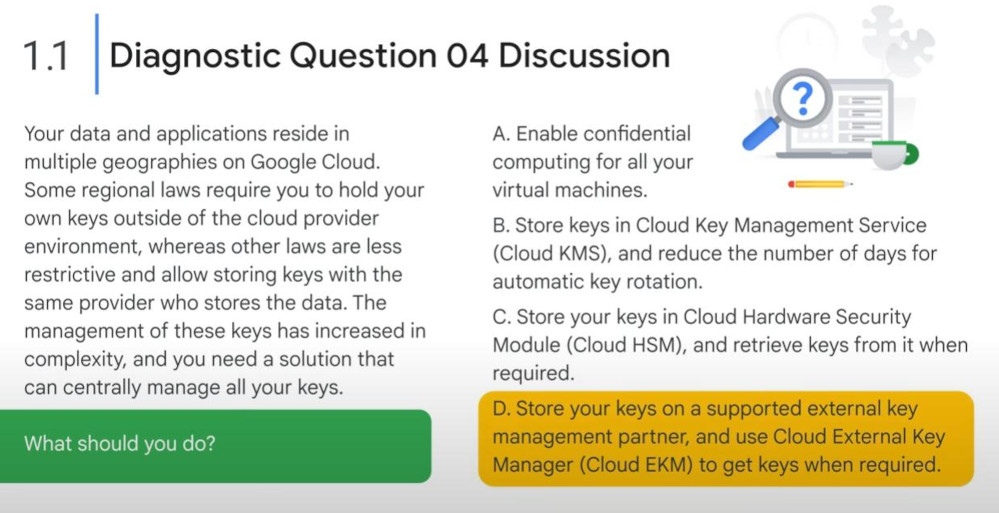 1.1
Diagnostic Question 04 Discussion
Your data and applications reside in
multiple geographies on Google Cloud.
Some regional laws require you to hold your
own keys outside of the cloud provider
environment, whereas other laws are less
restrictive and allow storing keys with the
same provider who stores the data. The
management of these keys has increased in
complexity, and you need a solution that
can centrally manage all your keys.
What should you do?
A. Enable confidential
computing for all your
virtual machines.
B. Store keys in Cloud Key Management Service
(Cloud KMS), and reduce the number of days for
automatic key rotation.
C. Store your keys in Cloud Hardware Security
Module (Cloud HSM), and retrieve keys from it when
required.
D. Store your keys on a supported external key
management partner, and use Cloud External Key
Manager (Cloud EKM) to get keys when required.
?